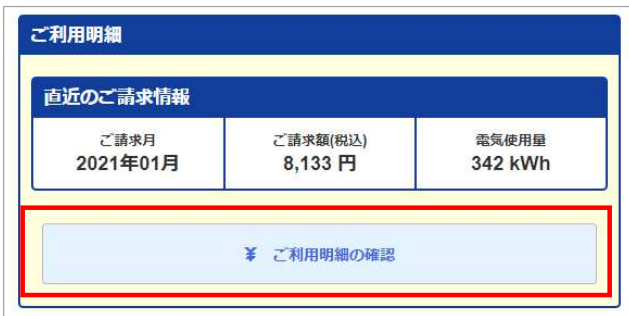 ご利用明細
直近のご請求情報
ご請求月
2021年01月
ご請求額(税込)
8,133 円
電気使用量
342 kWh
¥ ご利用明細の確認